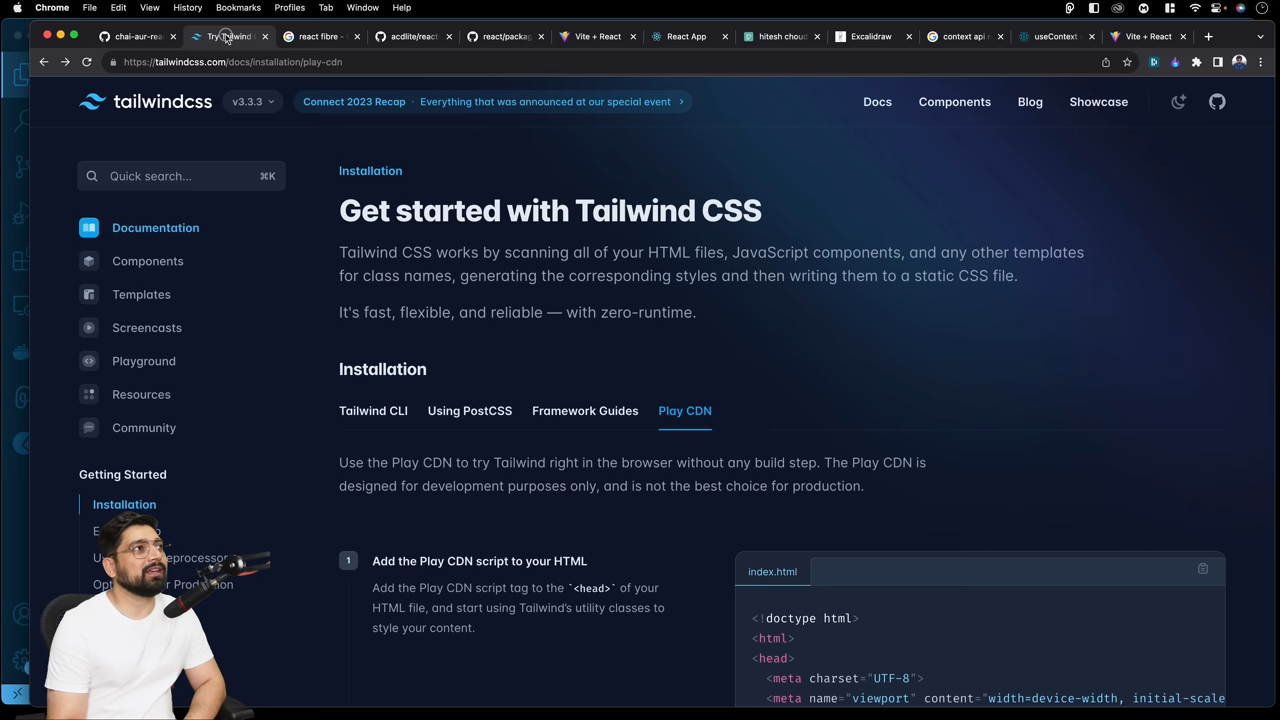 Chrome File Edit View History Bookmarks Profiles Tab Window Help
chai-aur-rea Try Tailwind react fibre - acdlite/react react/packag Vite + React React App hitesh choud Excalidraw context api r useContext - Vite + React
https://tailwindcss.com/docs/installation/play-cdn
tailwindcss v3.3.3 Connect 2023 Recap · Everything that was announced at our special event Docs Components Blog Showcase
Quick search... ⌘K
Documentation
Components
Templates
Screencasts
Playground
Resources
Community
Getting Started
Installation
Installation
Get started with Tailwind CSS
Tailwind CSS works by scanning all of your HTML files, JavaScript components, and any other templates
for class names, generating the corresponding styles and then writing them to a static CSS file.
It's fast, flexible, and reliable — with zero-runtime.
Installation
Tailwind CLI Using PostCSS Framework Guides Play CDN
Use the Play CDN to try Tailwind right in the browser without any build step. The Play CDN is
designed for development purposes only, and is not the best choice for production.
1 Add the Play CDN script to your HTML
Add the Play CDN script tag to the `<head>` of your
HTML file, and start using Tailwind's utility classes to
style your content.
index.html
<!doctype html>
<html>
<head>
<meta charset="UTF-8">
<meta name="viewport" content="width=device-width, initial-scale